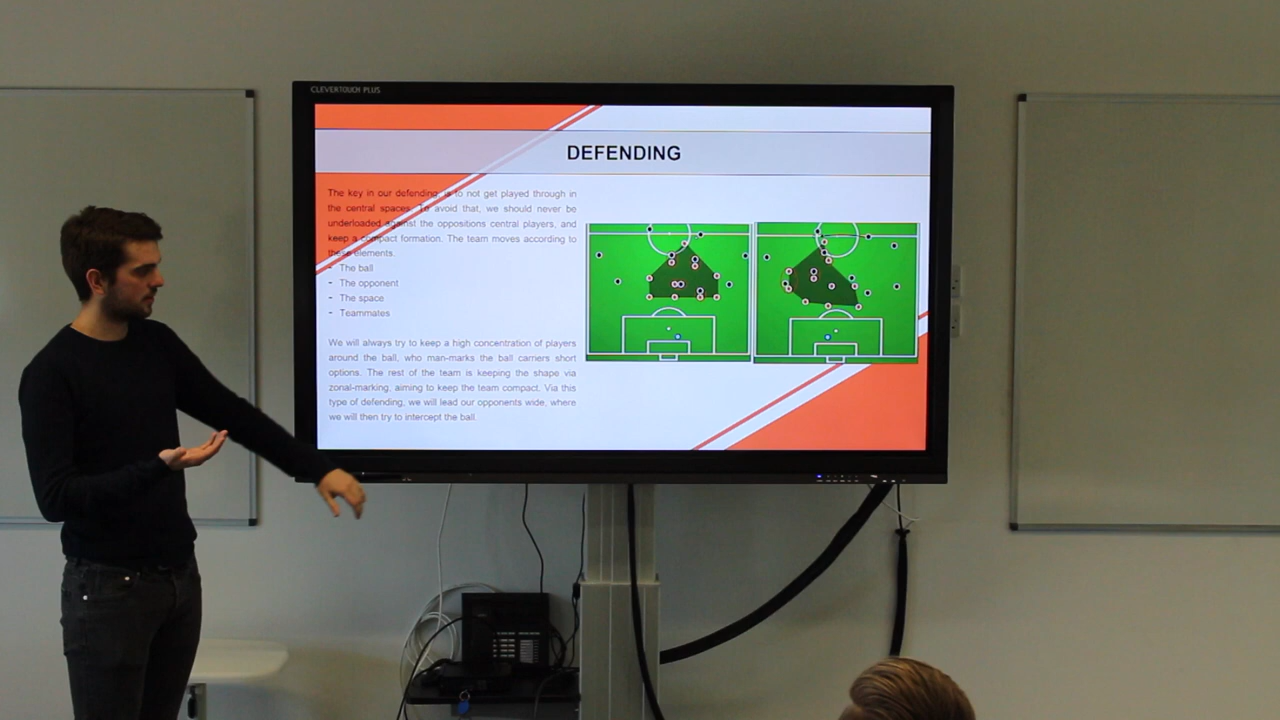 CLEVERTOUCH PLUS
DEFENDING
The key in our defending is to not get played through in
the central spaces. To avoid that, we should never be
underloaded against the oppositions central players, and
keep a compact formation. The team moves according to
these elements.
- The ball
- The opponent
- The space
- Teammates
We will always try to keep a high concentration of players
around the ball, who man-marks the ball carriers short
options. The rest of the team is keeping the shape via
zonal-marking, aiming to keep the team compact. Via this
type of defending, we will lead our opponents wide, where
we will then try to intercept the ball.